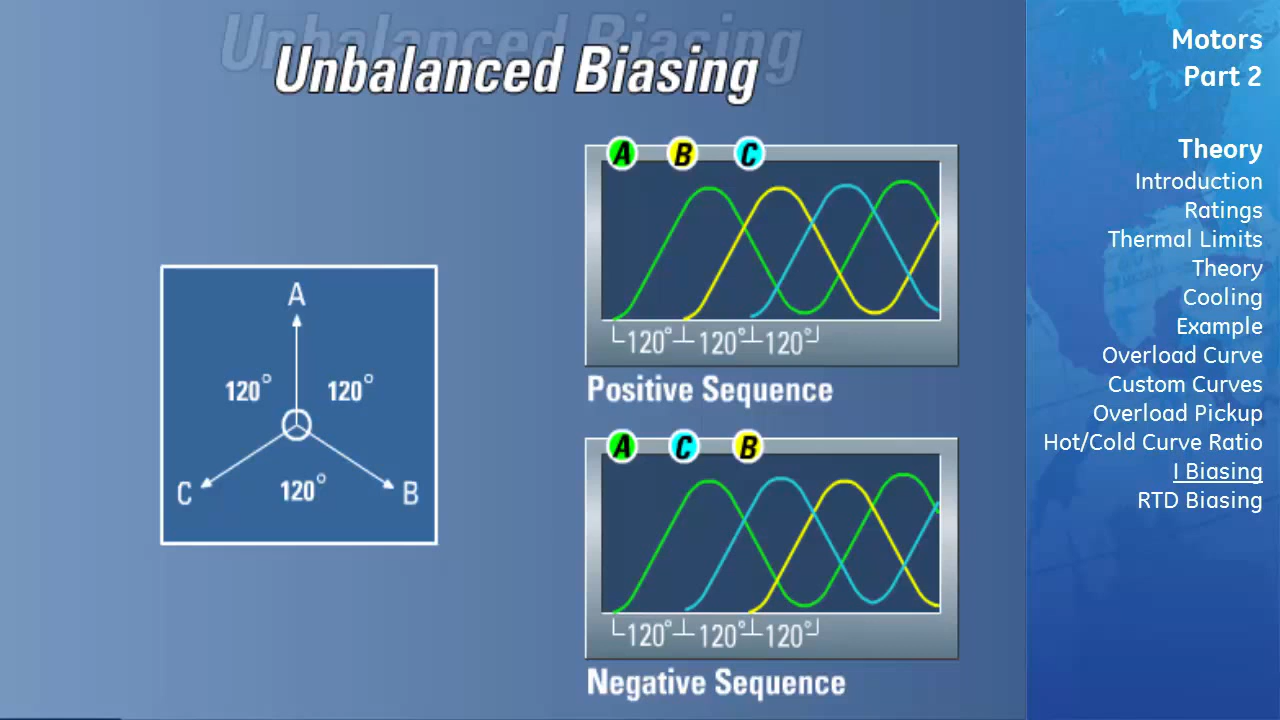 Unbalanced Biasing
Unbalanced Biasing
A
120°
120°
C
120°
B
A B C
120° 120° 120°
Positive Sequence
A C B
120° 120° 120°
Negative Sequence
Motors
Part 2
Theory
Introduction
Ratings
Thermal Limits
Theory
Cooling
Example
Overload Curve
Custom Curves
Overload Pickup
Hot/Cold Curve Ratio
I Biasing
RTD Biasing